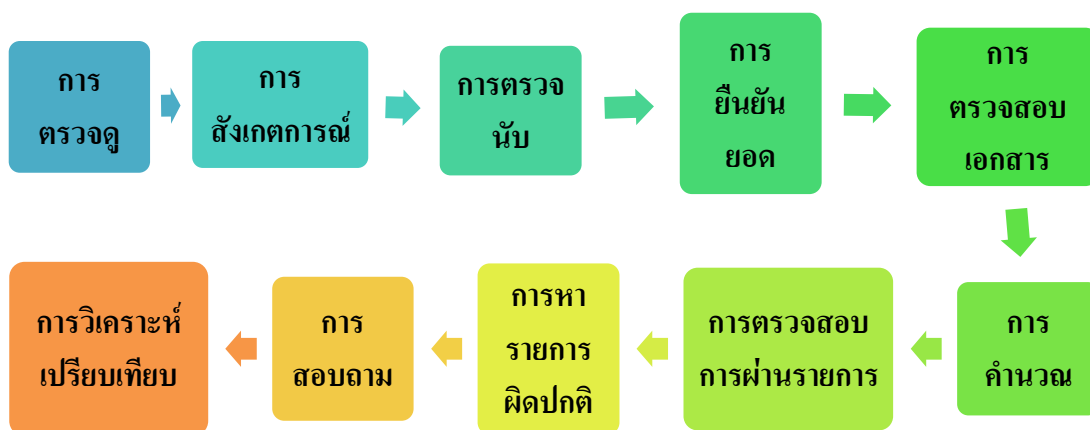 การ
ตรวจดู
การ
สังเกตการณ์
การตรวจ
นับ
การ
ยืนยัน
ยอด
การ
ตรวจสอบ
เอกสาร
การ
คำนวณ
การตรวจสอบ
การผ่านรายการ
การหา
รายการ
ผิดปกติ
การ
สอบถาม
การวิเคราะห์
เปรียบเทียบ